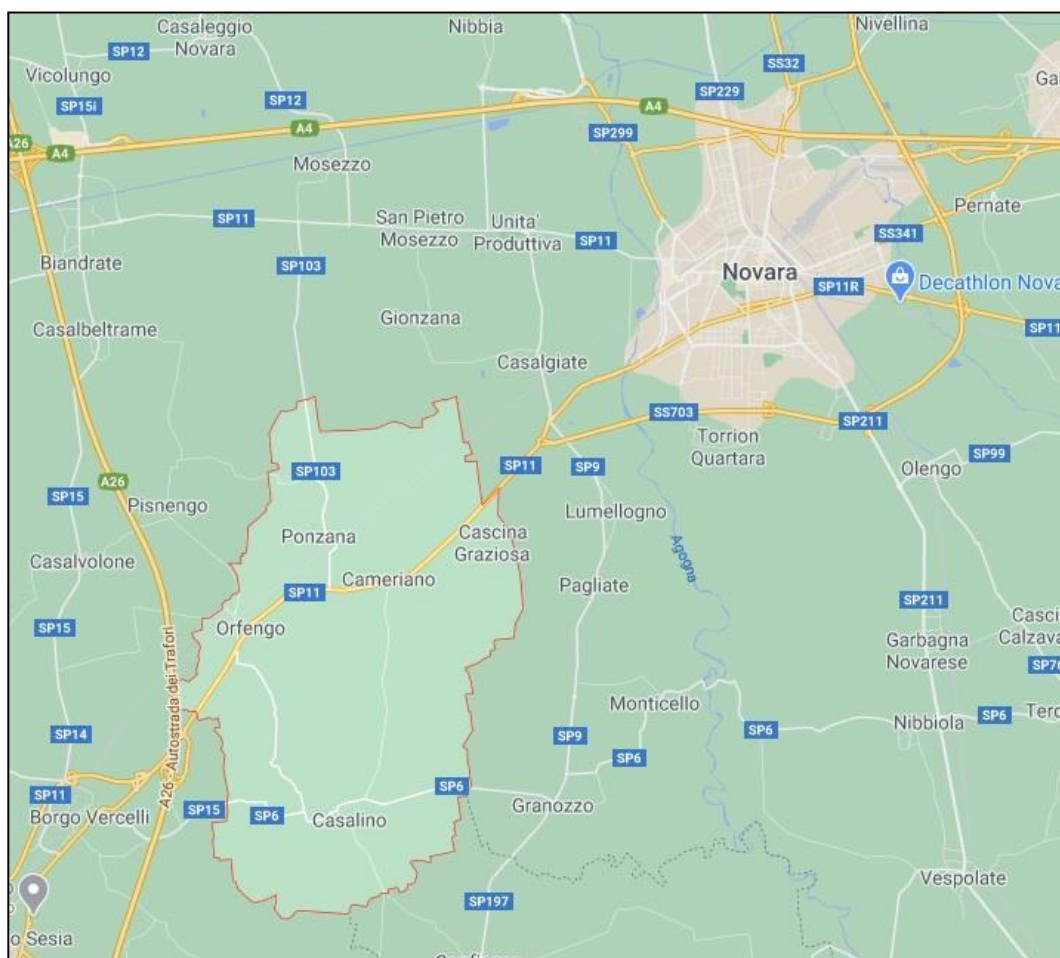 Casaleggio
Novara
Nibbia
Nivellina
SP12
SS32
Vicolungo
SP229
SP15i
SP12
A4
A4
SP299
A26
A4
Mosezzo
Pernate
San Pietro
Mosezzo
Unita'
Produttiva
SP11
SP11
SS341
Biandrate
SP103
Novara
SP11R
Decathlon Nova
Casalbeltrame
Gionzana
SP11
Casalgiate
SS703
SP211
Torrion
Quartara
SP103
SP11
SP9
Olengo
SP99
A26
SP15
Pisnengo
Lumellogno
Ponzana
Cascina
Graziosa
Agogna
Casalvolone
Cameriano
Pagliate
SP11
SP211
SP15
Orfengo
Garbagna
Novarese
Casci
Calzava
SP76
A26 - Autostrada dei Trafori
Monticello
SP14
SP9
SP6
Nibbiola
SP6
Terd
SP6
SP11
SP6
Borgo Vercelli
SP15
SP6
Casalino
Granozzo
Vespolate
SP197
o Sesia